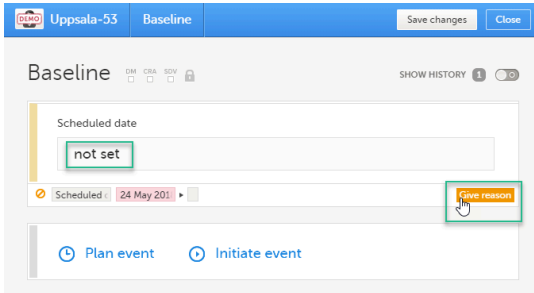 DEMO Uppsala-53 Baseline Save changes Close
Baseline DM CRA SDV SHOW HISTORY 1
Scheduled date
not set
Scheduled 24 May 201 Give reason
Plan event Initiate event